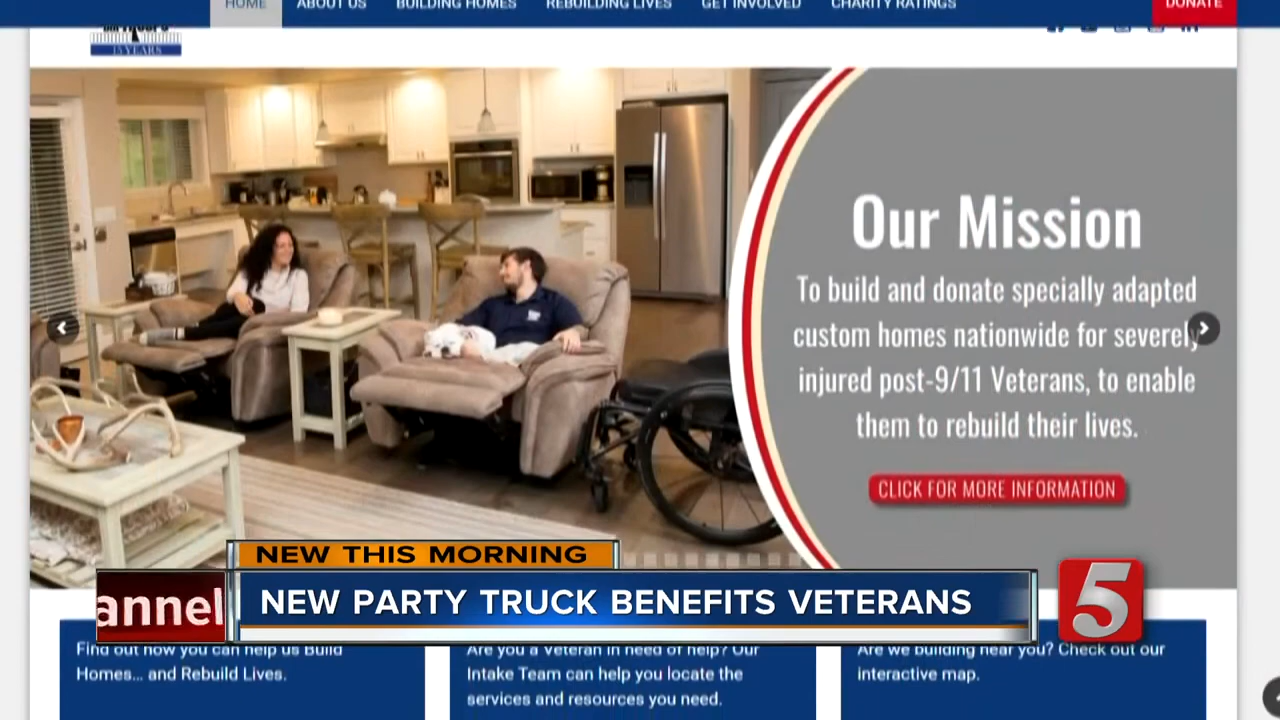 HOME ABOUT US BUILDING HOMES REBUILDING LIVES GET INVOLVED CHARITY RATINGS DONATE
15 YEARS
Our Mission
To build and donate specially adapted
custom homes nationwide for severely
injured post-9/11 Veterans, to enable
them to rebuild their lives.
CLICK FOR MORE INFORMATION
NEW THIS MORNING
annel
NEW PARTY TRUCK BENEFITS VETERANS
5
Find out how you can help us Build
Homes... and Rebuild Lives.
Are you a Veteran in need of help? Our
Intake Team can help you locate the
services and resources you need.
Are we building near you? Check out our
interactive map.